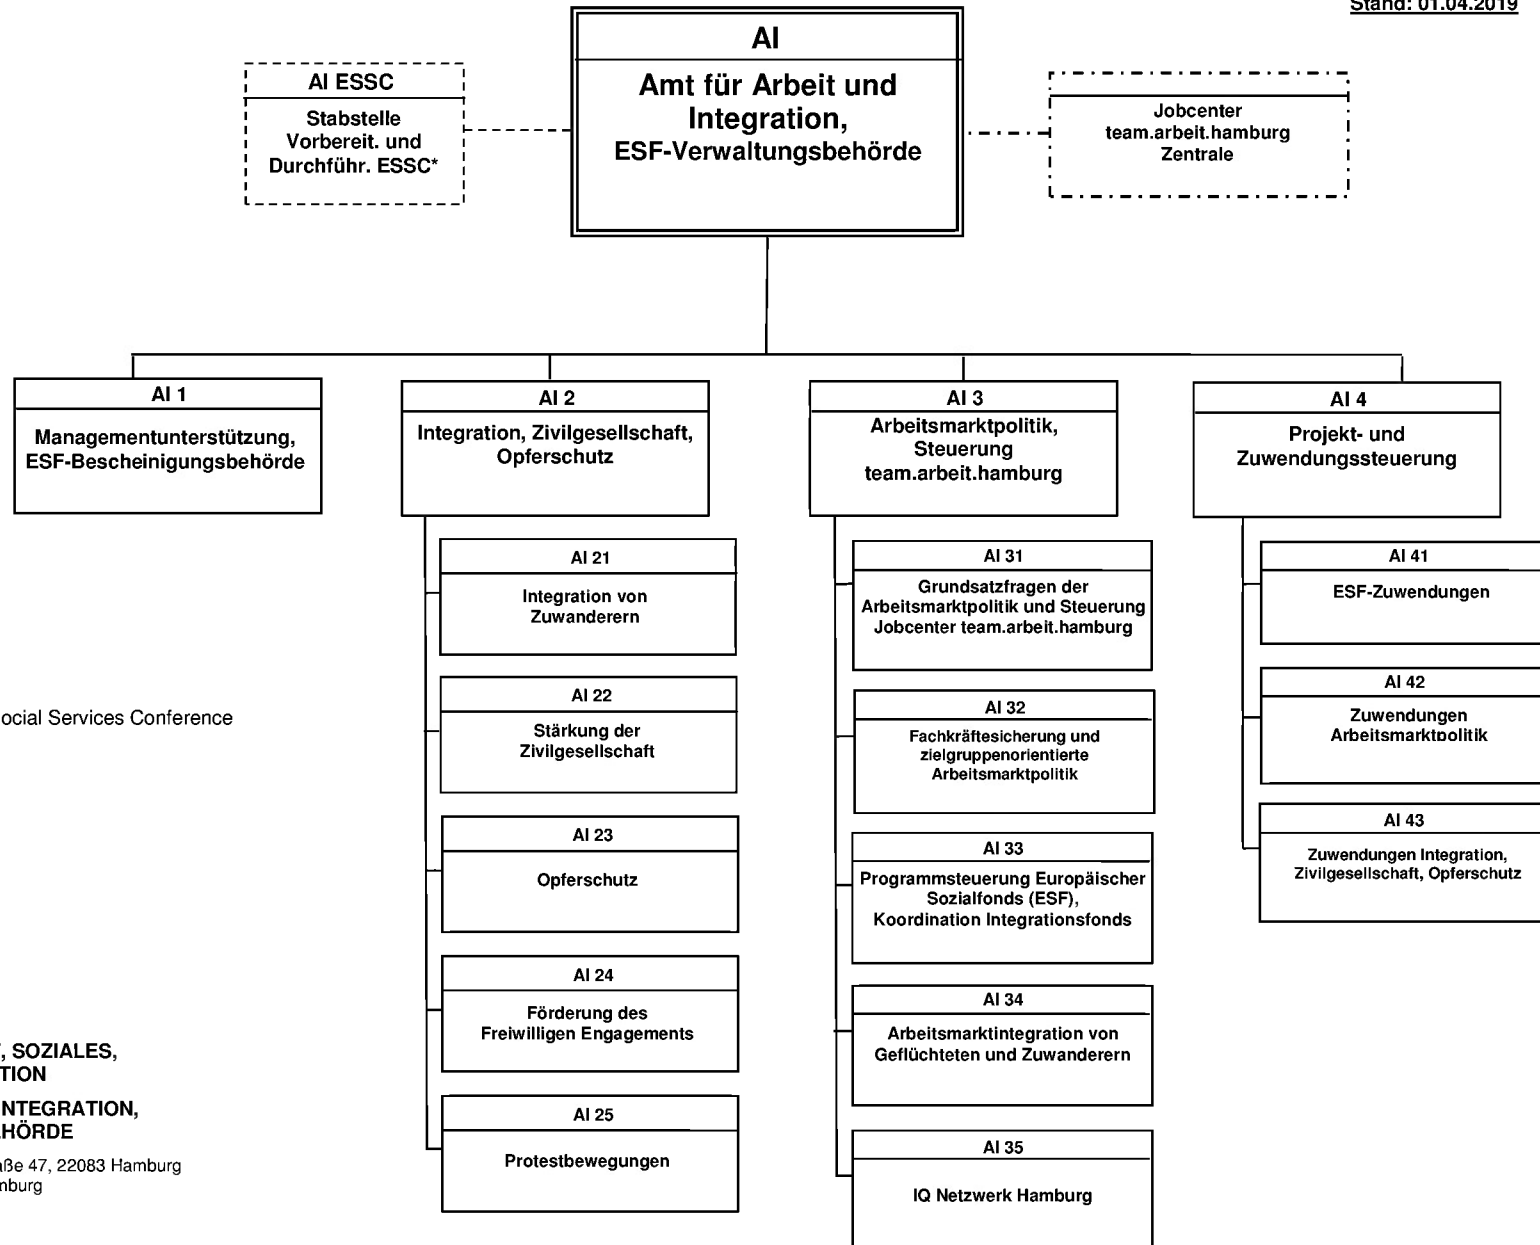 Stand: 01.04.2019
AI
Amt für Arbeit und
Integration,
ESF-Verwaltungsbehörde
AI ESSC
Stabstelle
Vorbereit. und
Durchführ. ESSC*
Jobcenter
team.arbeit.hamburg
Zentrale
AI 1
Managementunterstützung,
ESF-Bescheinigungsbehörde
AI 2
Integration, Zivilgesellschaft,
Opferschutz
AI 21
Integration von
Zuwanderern
AI 22
Stärkung der
Zivilgesellschaft
AI 23
Opferschutz
AI 24
Förderung des
Freiwilligen Engagements
AI 25
Protestbewegungen
AI 3
Arbeitsmarktpolitik,
Steuerung
team.arbeit.hamburg
AI 31
Grundsatzfragen der
Arbeitsmarktpolitik und Steuerung
Jobcenter team.arbeit.hamburg
AI 32
Fachkräftesicherung und
zielgruppenorientierte
Arbeitsmarktpolitik
AI 33
Programmsteuerung Europäischer
Sozialfonds (ESF),
Koordination Integrationsfonds
AI 34
Arbeitsmarktintegration von
Geflüchteten und Zuwanderern
AI 35
IQ Netzwerk Hamburg
AI 4
Projekt- und
Zuwendungssteuerung
AI 41
ESF-Zuwendungen
AI 42
Zuwendungen
Arbeitsmarktpolitik
AI 43
Zuwendungen Integration,
Zivilgesellschaft, Opferschutz
ocial Services Conference
, SOZIALES,
TION
NTEGRATION,
HÖRDE
aße 47, 22083 Hamburg
mburg